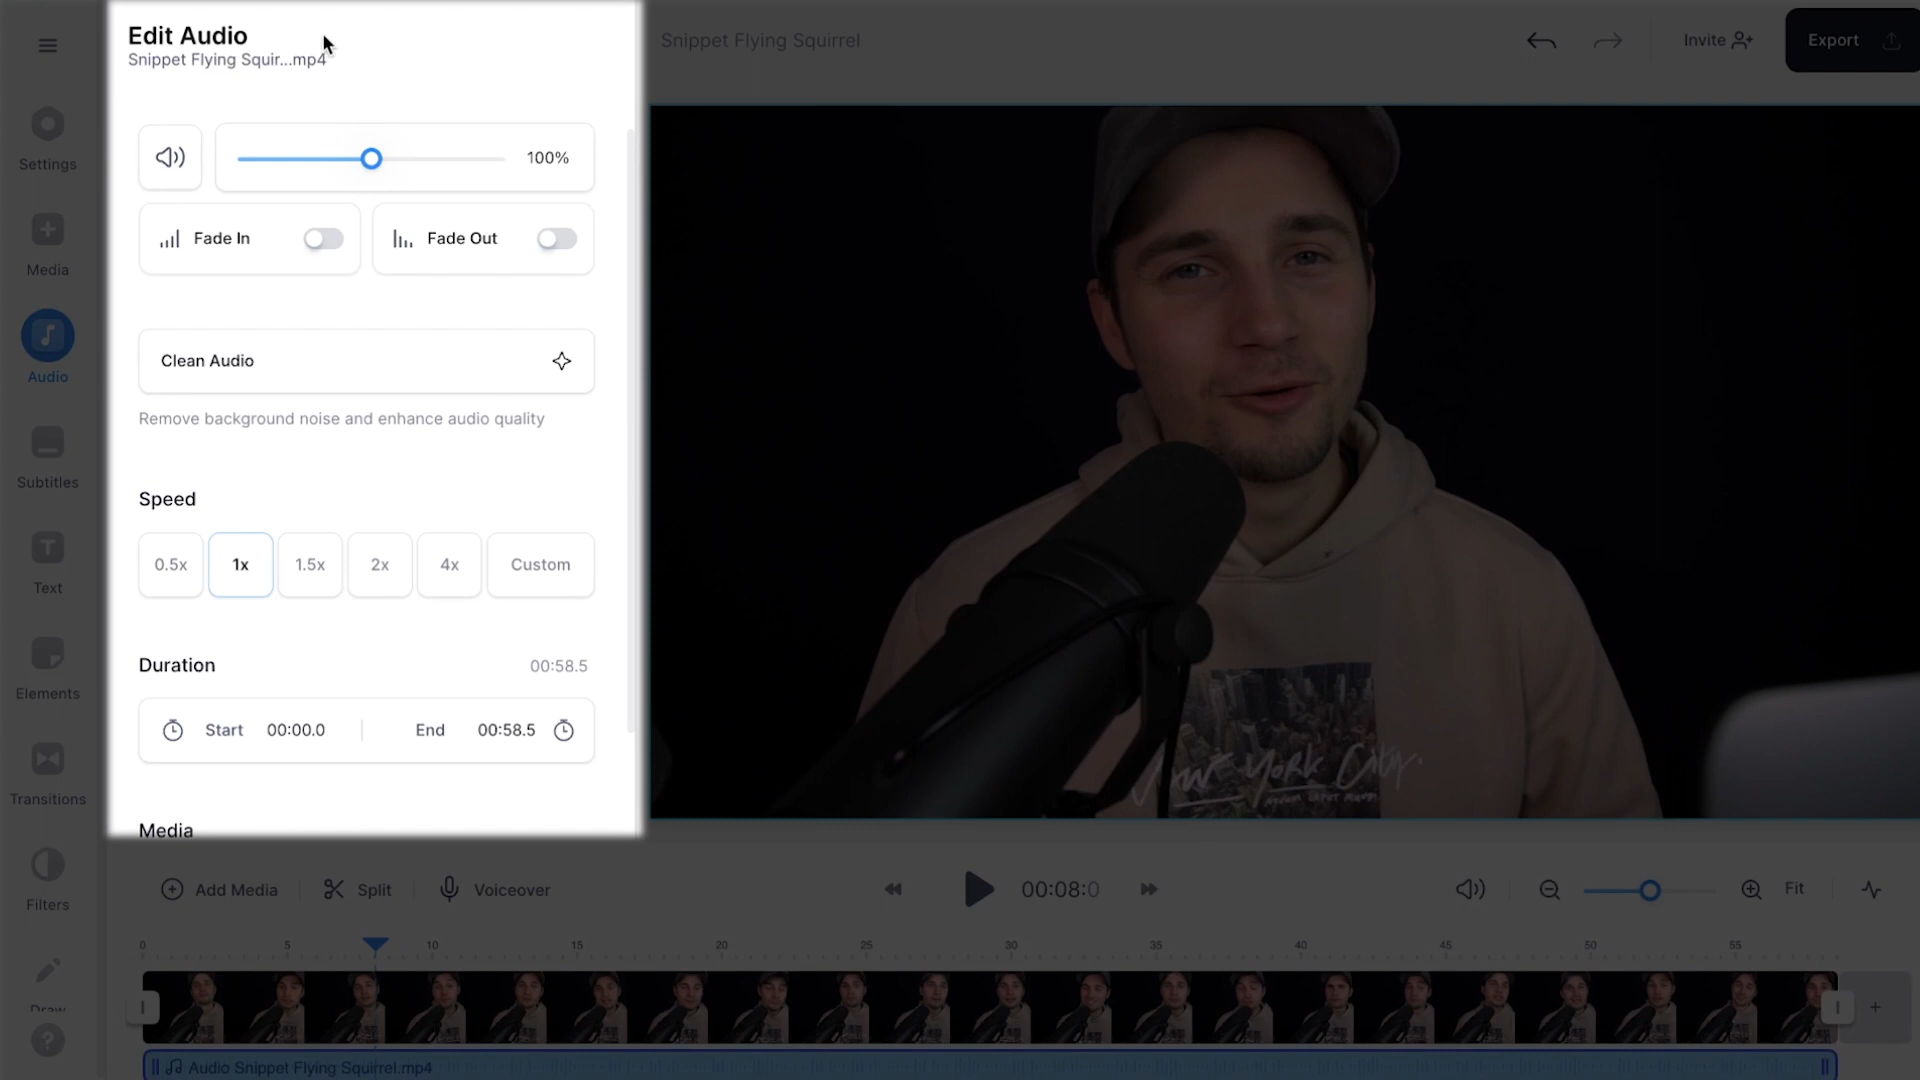 Edit Audio
Snippet Flying Squir...mp4
Snippet Flying Squirrel
Invite
Export
Settings
Media
Audio
Subtitles
Text
Elements
Transitions
Filters
Draw
?
100%
Fade In
Fade Out
Clean Audio
Remove background noise and enhance audio quality
Speed
0.5x 1x 1.5x 2x 4x Custom
Duration 00:58.5
Start 00:00.0 End 00:58.5
Media
New York City.
Add Media Split Voiceover 00:08:0 Fit
0 5 10 15 20 25 30 35 40 45 50 55
Audio Snippet Flying Squirrel.mp4